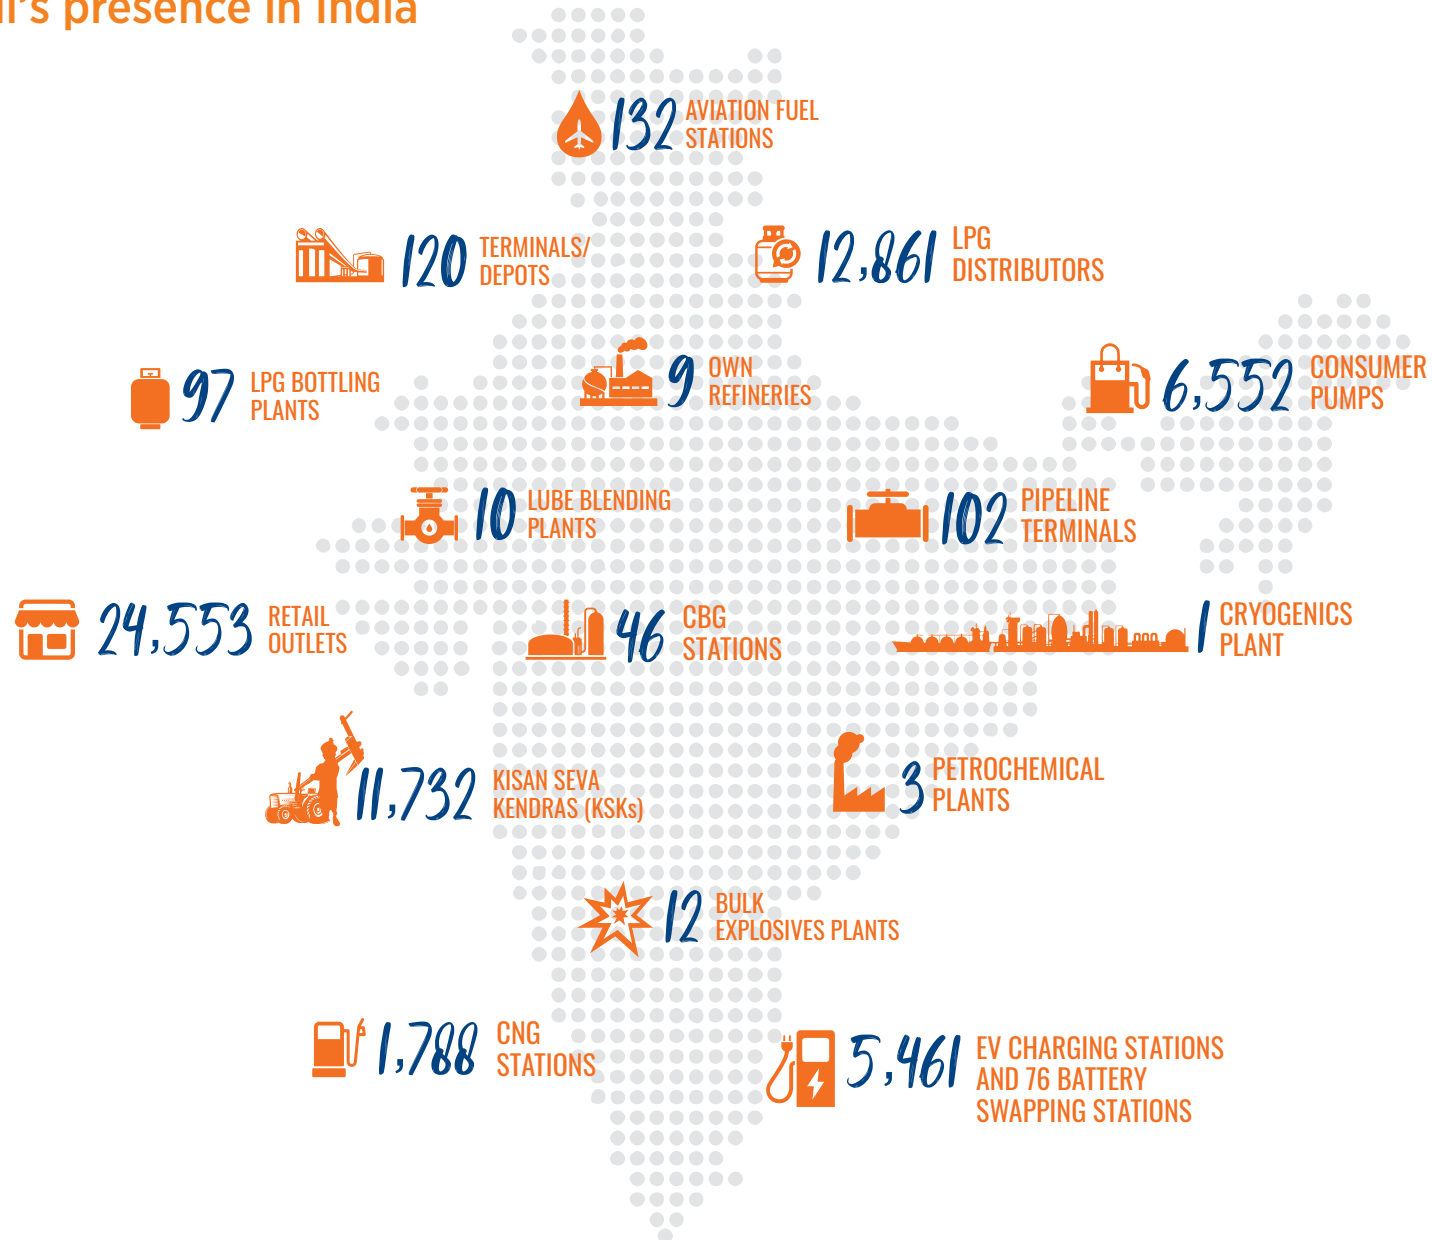 l's presence in India
132 AVIATION FUEL
STATIONS
120 TERMINALS/
DEPOTS
12,861 LPG
DISTRIBUTORS
97 LPG BOTTLING
PLANTS
9 OWN
REFINERIES
6,552 CONSUMER
PUMPS
10 LUBE BLENDING
PLANTS
102 PIPELINE
TERMINALS
24,553 RETAIL
OUTLETS
46 CBG
STATIONS
1 CRYOGENICS
PLANT
11,732 KISAN SEVA
KENDRAS (KSKs)
3 PETROCHEMICAL
PLANTS
12 BULK
EXPLOSIVES PLANTS
1,788 CNG
STATIONS
5,461 EV CHARGING STATIONS
AND 76 BATTERY
SWAPPING STATIONS